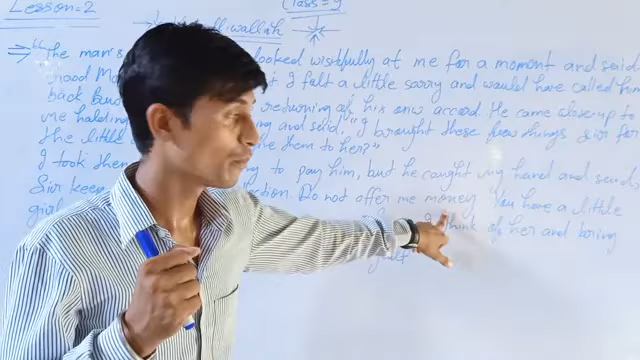 Lesson=2
Class=9
lliwallah
"The man's looked wistfully at me for a moment and said
Good Mo t I felt a little sorry and would have called him
back but returning of his own accord. He came close up to
me holding ing and said, "I brought these few things sir for
the little e them to her?"
I took them g to pay him, but he caught my hand and said
Sir keep ction Do not offer me money You have a little
girl I think of her and bring